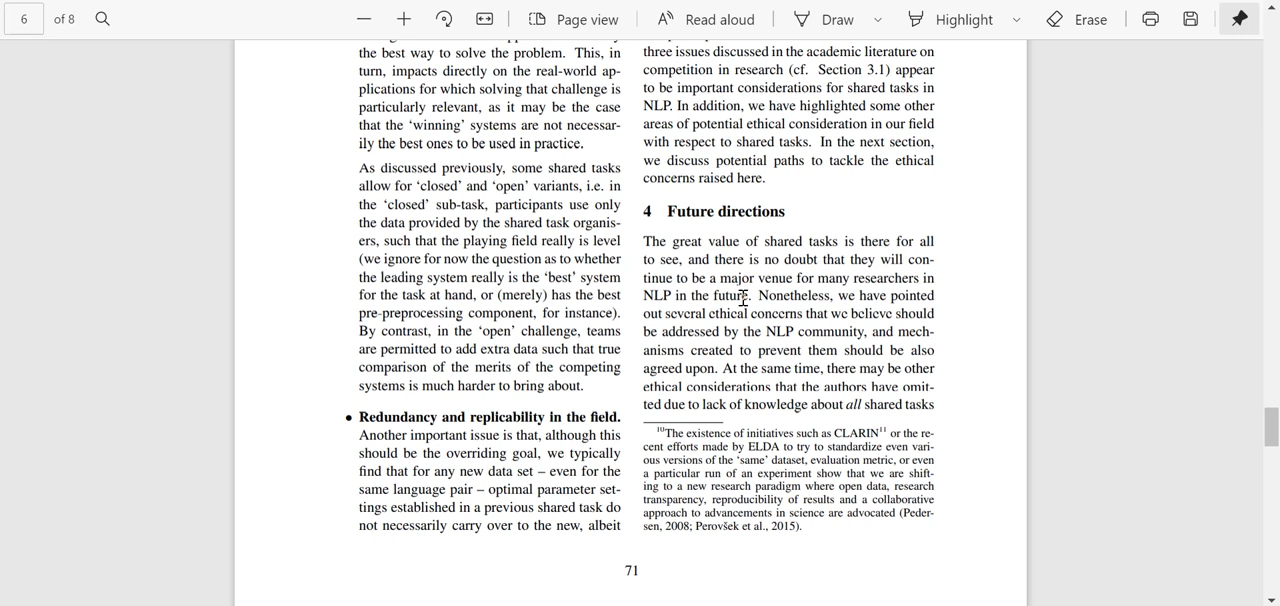 6 of 8 Page view Read aloud Draw Highlight Erase
the best way to solve the problem. This, in
turn, impacts directly on the real-world ap-
plications for which solving that challenge is
particularly relevant, as it may be the case
that the ‘winning’ systems are not necessar-
ily the best ones to be used in practice.
As discussed previously, some shared tasks
allow for ‘closed’ and ‘open’ variants, i.e. in
the ‘closed’ sub-task, participants use only
the data provided by the shared task organis-
ers, such that the playing field really is level
(we ignore for now the question as to whether
the leading system really is the ‘best’ system
for the task at hand, or (merely) has the best
pre-preprocessing component, for instance).
By contrast, in the ‘open’ challenge, teams
are permitted to add extra data such that true
comparison of the merits of the competing
systems is much harder to bring about.
• Redundancy and replicability in the field.
Another important issue is that, although this
should be the overriding goal, we typically
find that for any new data set – even for the
same language pair – optimal parameter set-
tings established in a previous shared task do
not necessarily carry over to the new, albeit
three issues discussed in the academic literature on
competition in research (cf. Section 3.1) appear
to be important considerations for shared tasks in
NLP. In addition, we have highlighted some other
areas of potential ethical consideration in our field
with respect to shared tasks. In the next section,
we discuss potential paths to tackle the ethical
concerns raised here.
4 Future directions
The great value of shared tasks is there for all
to see, and there is no doubt that they will con-
tinue to be a major venue for many researchers in
NLP in the future. Nonetheless, we have pointed
out several ethical concerns that we believe should
be addressed by the NLP community, and mech-
anisms created to prevent them should be also
agreed upon. At the same time, there may be other
ethical considerations that the authors have omit-
ted due to lack of knowledge about all shared tasks
¹⁰The existence of initiatives such as CLARIN¹¹ or the re-
cent efforts made by ELDA to try to standardize even vari-
ous versions of the ‘same’ dataset, evaluation metric, or even
a particular run of an experiment show that we are shift-
ing to a new research paradigm where open data, research
transparency, reproducibility of results and a collaborative
approach to advancements in science are advocated (Peder-
sen, 2008; Perovšek et al., 2015).
71